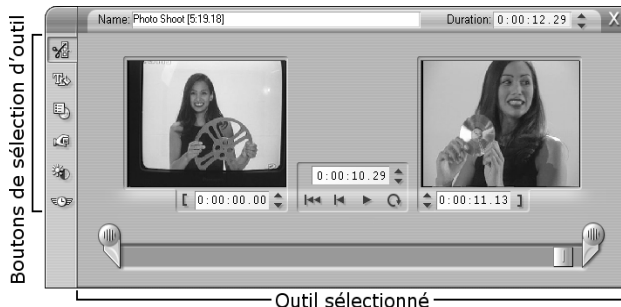 Name: Photo Shoot [5:19.18]
Duration: 0:00:12.29
X
Boutons de sélection d'outil
0:00:10.29
[ 0:00:00.00
0:00:11.13 ]
Outil sélectionné